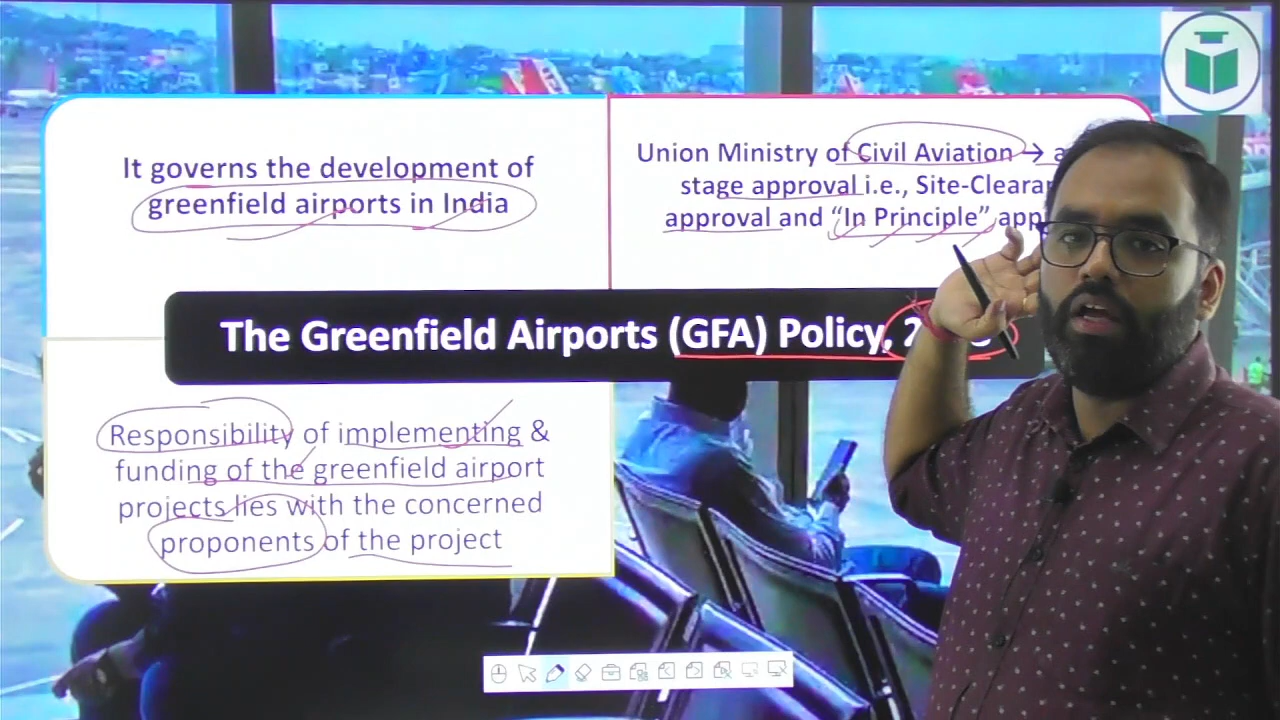 It governs the development of
greenfield airports in India
Union Ministry of Civil Aviation →
stage approval i.e., Site-Clearan
approval and “In Principle” app
The Greenfield Airports (GFA) Policy,
Responsibility of implementing &
funding of the greenfield airport
projects lies with the concerned
proponents of the project